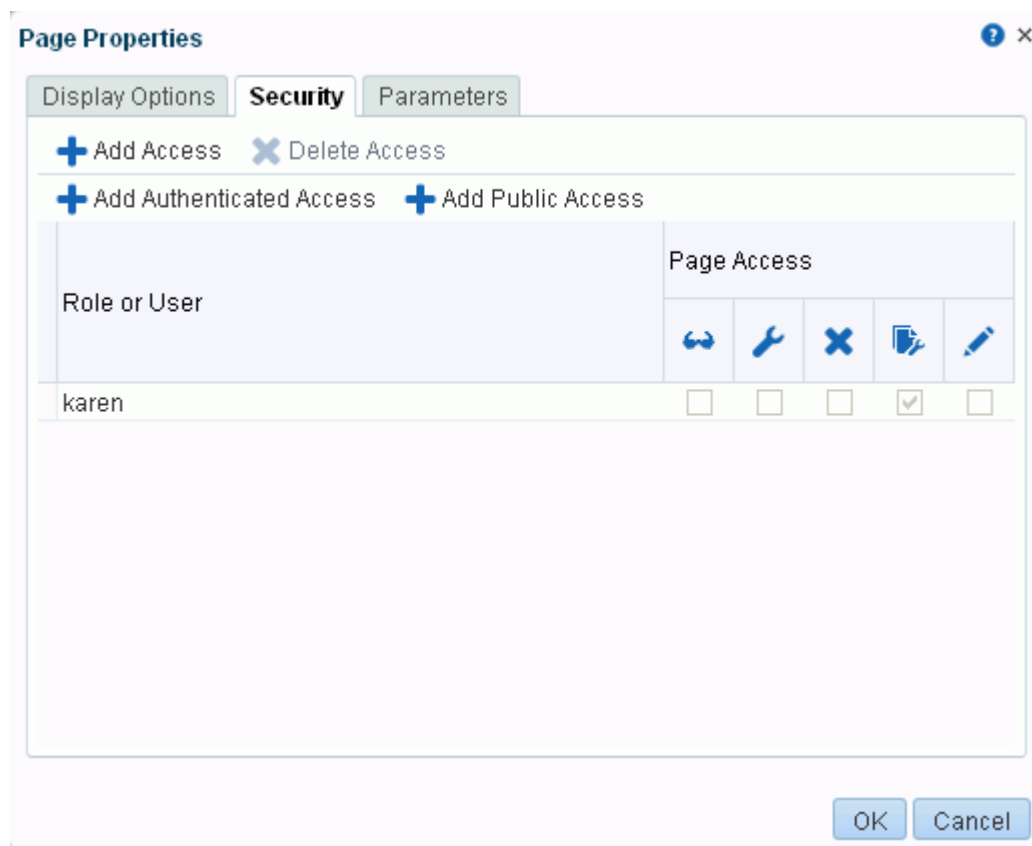 Page Properties
Display Options Security Parameters
Add Access Delete Access
Add Authenticated Access Add Public Access
Page Access
Role or User
karen
OK Cancel